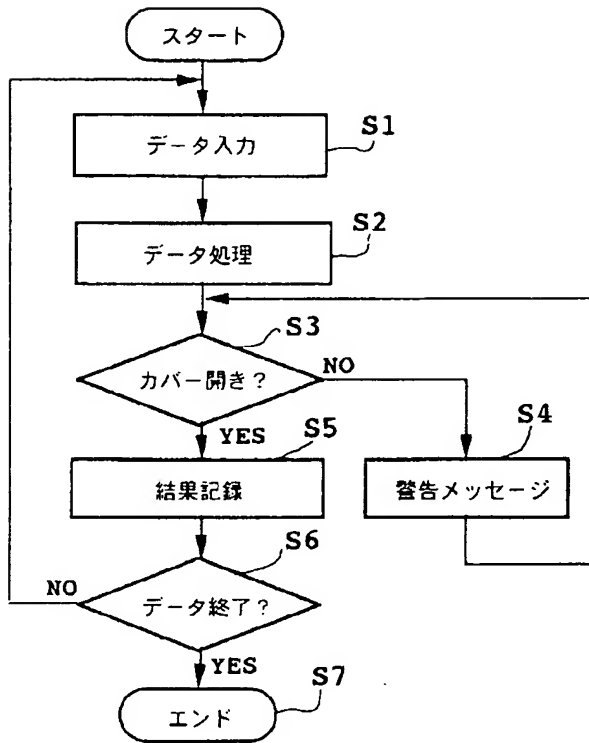 スタート
データ入力
S1
データ処理
S2
カバー開き?
S3
NO
YES
警告メッセージ
S4
結果記録
S5
データ終了?
S6
NO
YES
エンド
S7